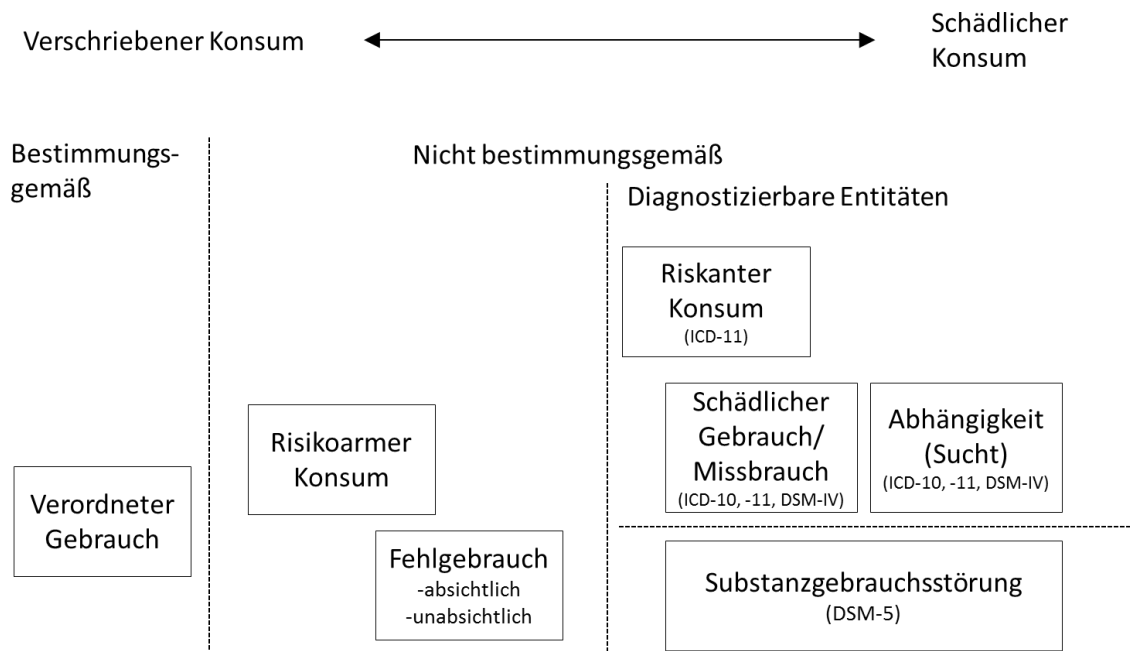 Verschriebener Konsum
Schädlicher
Konsum
Bestimmungs-
gemäß
Nicht bestimmungsgemäß
Diagnostizierbare Entitäten
Riskanter
Konsum
(ICD-11)
Schädlicher
Gebrauch/
Missbrauch
(ICD-10, -11, DSM-IV)
Abhängigkeit
(Sucht)
(ICD-10, -11, DSM-IV)
Risikoarmer
Konsum
Verordneter
Gebrauch
Fehlgebrauch
-absichtlich
-unabsichtlich
Substanzgebrauchsstörung
(DSM-5)